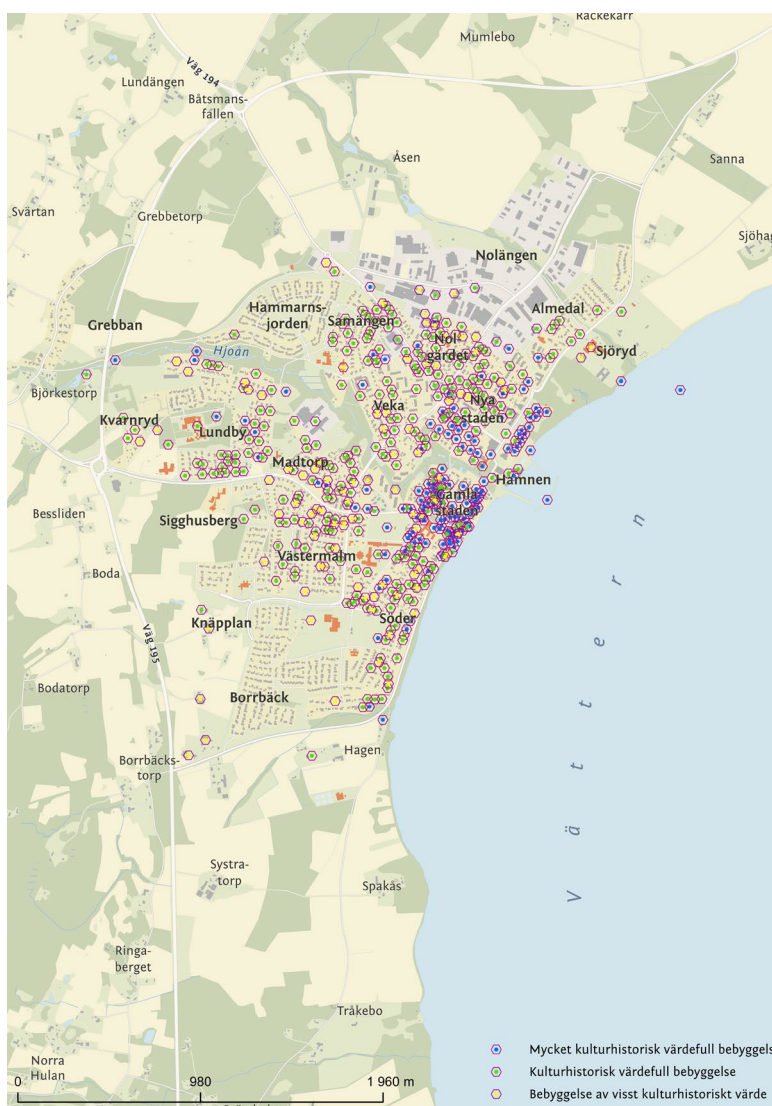 Räckekärr
Mumlebo
Väg 194
Lundängen
Båtsmans-
fällen
Åsen
Sanna
Svärtan
Grebbetorp
Sjöhag
Nolängen
Hammarns-
jorden
Almedal
Grebban
Samängen
Hjoån
Nol-
gärdet
Sjöryd
Björkestorp
Kvarnryd
Veka
Nya
staden
Lundby
Madtorp
Hamnen
Gamla
staden
Bessliden
Sigghusberg
Västermalm
Boda
Knäpplan
Söder
Väg 195
Vättern
Bodatorp
Borrbäck
Hagen
Borrbäcks-
torp
Systra-
torp
Spakås
Ringa-
berget
Tråkebo
Norra
Hulan
0 980 1 960 m
Mycket kulturhistorisk värdefull bebyggels
Kulturhistorisk värdefull bebyggelse
Bebyggelse av visst kulturhistoriskt värde